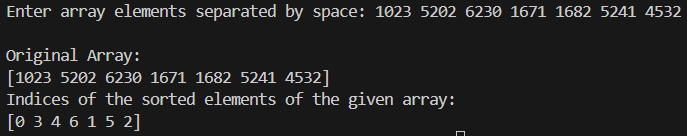 Enter array elements separated by space: 1023 5202 6230 1671 1682 5241 4532
Original Array:
[1023 5202 6230 1671 1682 5241 4532]
Indices of the sorted elements of the given array:
[0 3 4 6 1 5 2]